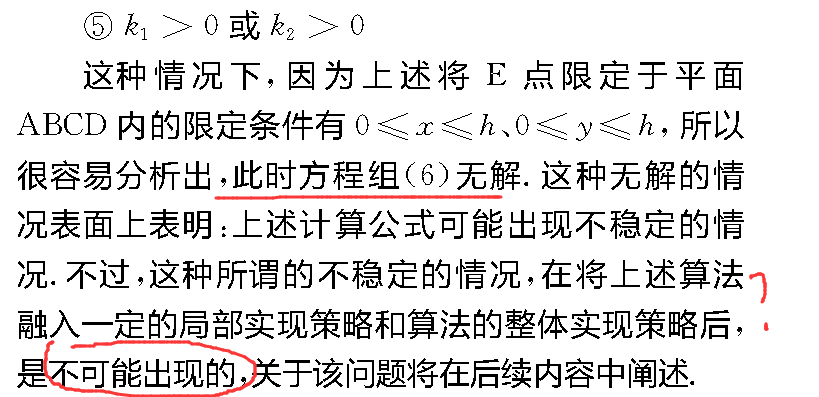 ⑤ k₁ > 0 或 k₂ > 0
这种情况下,因为上述将 E 点限定于平面
ABCD 内的限定条件有 0≤x≤h、0≤y≤h,所以
很容易分析出,此时方程组(6)无解. 这种无解的情
况表面上表明:上述计算公式可能出现不稳定的情
况. 不过,这种所谓的不稳定的情况,在将上述算法
融入一定的局部实现策略和算法的整体实现策略后,
是不可能出现的,关于该问题将在后续内容中阐述.
?